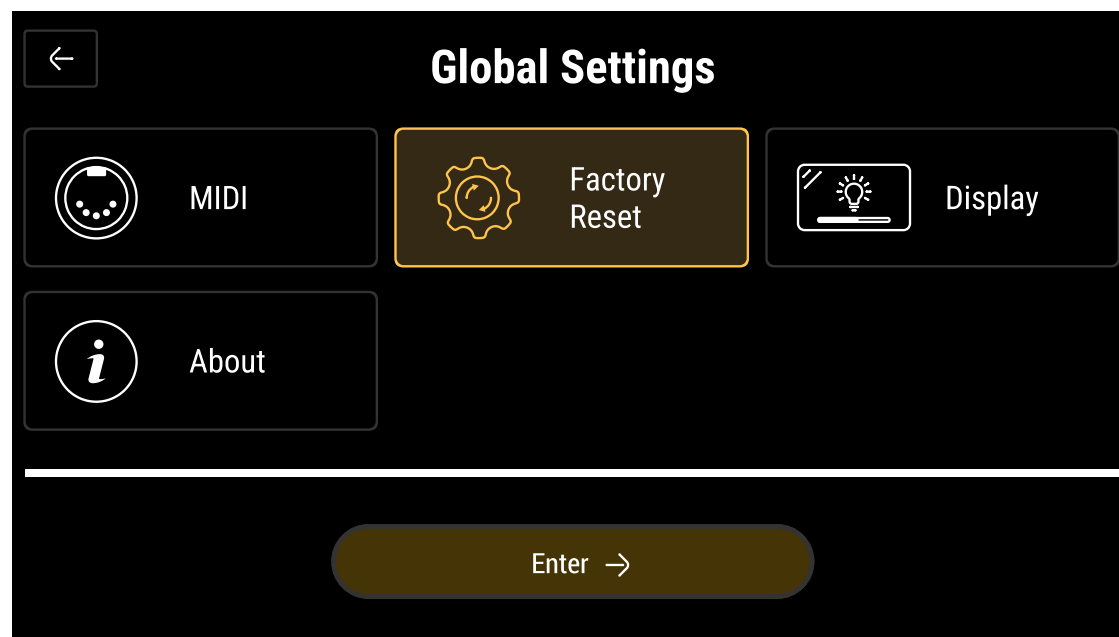 Global Settings
MIDI
Factory
Reset
Display
About
Enter